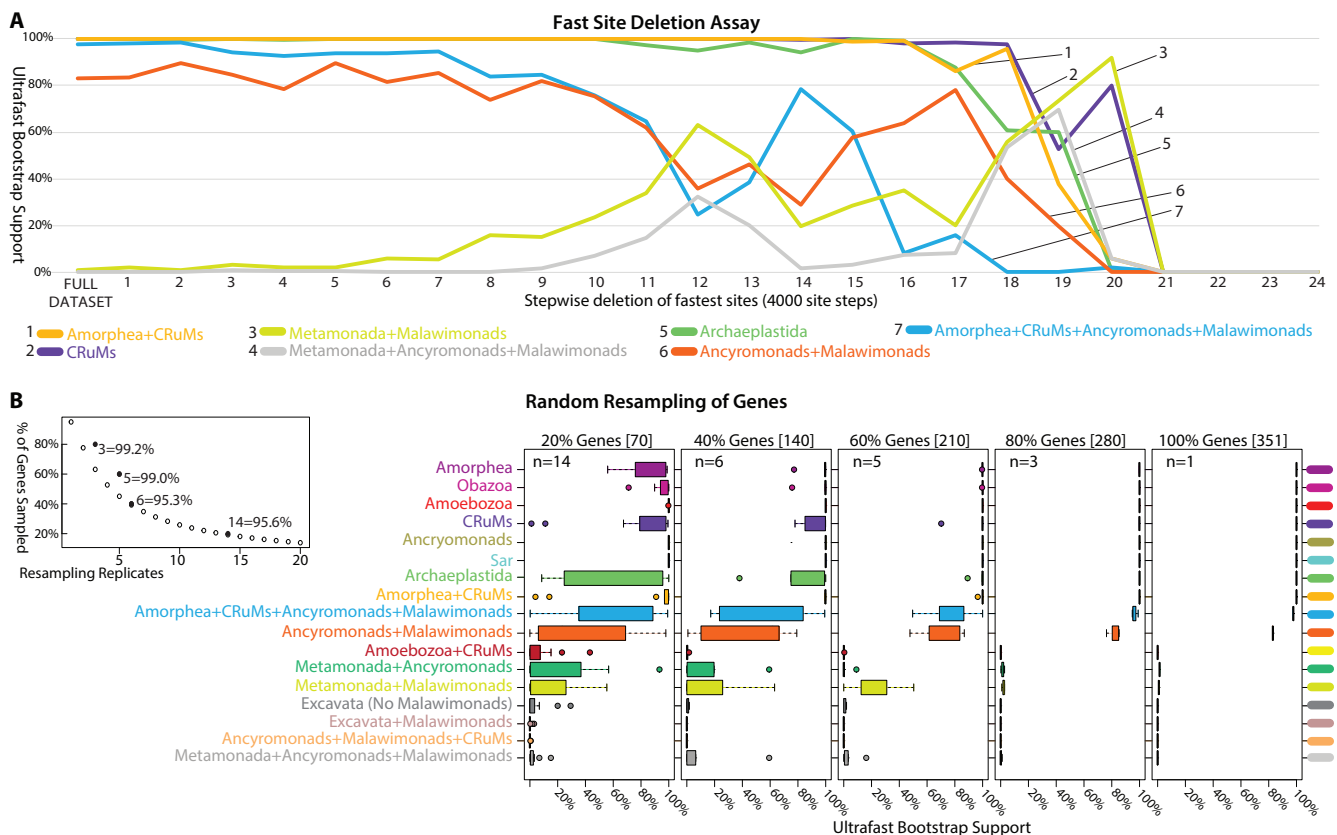 A
Fast Site Deletion Assay
Ultrafast Bootstrap Support
100%
80%
60%
40%
20%
0%
1
2
3
4
5
6
7
FULL DATASET 1 2 3 4 5 6 7 8 9 10 11 12 13 14 15 16 17 18 19 20 21 22 23 24
Stepwise deletion of fastest sites (4000 site steps)
1 Amorphea+CRuMs
2 CRuMs
3 Metamonada+Malawimonads
4 Metamonada+Ancyromonads+Malawimonads
5 Archaeplastida
6 Ancyromonads+Malawimonads
7 Amorphea+CRuMs+Ancyromonads+Malawimonads
B
Random Resampling of Genes
% of Genes Sampled
80%
60%
40%
20%
3=99.2%
5=99.0%
6=95.3%
14=95.6%
5 10 15 20
Resampling Replicates
20% Genes [70] 40% Genes [140] 60% Genes [210] 80% Genes [280] 100% Genes [351]
n=14 n=6 n=5 n=3 n=1
Amorphea
Obazoa
Amoebozoa
CRuMs
Ancryomonads
Sar
Archaeplastida
Amorphea+CRuMs
Amorphea+CRuMs+Ancyromonads+Malawimonads
Ancyromonads+Malawimonads
Amoebozoa+CRuMs
Metamonada+Ancyromonads
Metamonada+Malawimonads
Excavata (No Malawimonads)
Excavata+Malawimonads
Ancyromonads+Malawimonads+CRuMs
Metamonada+Ancyromonads+Malawimonads
20% 40% 60% 80% 100% 20% 40% 60% 80% 100% 20% 40% 60% 80% 100% 20% 40% 60% 80% 100% 20% 40% 60% 80% 100%
Ultrafast Bootstrap Support